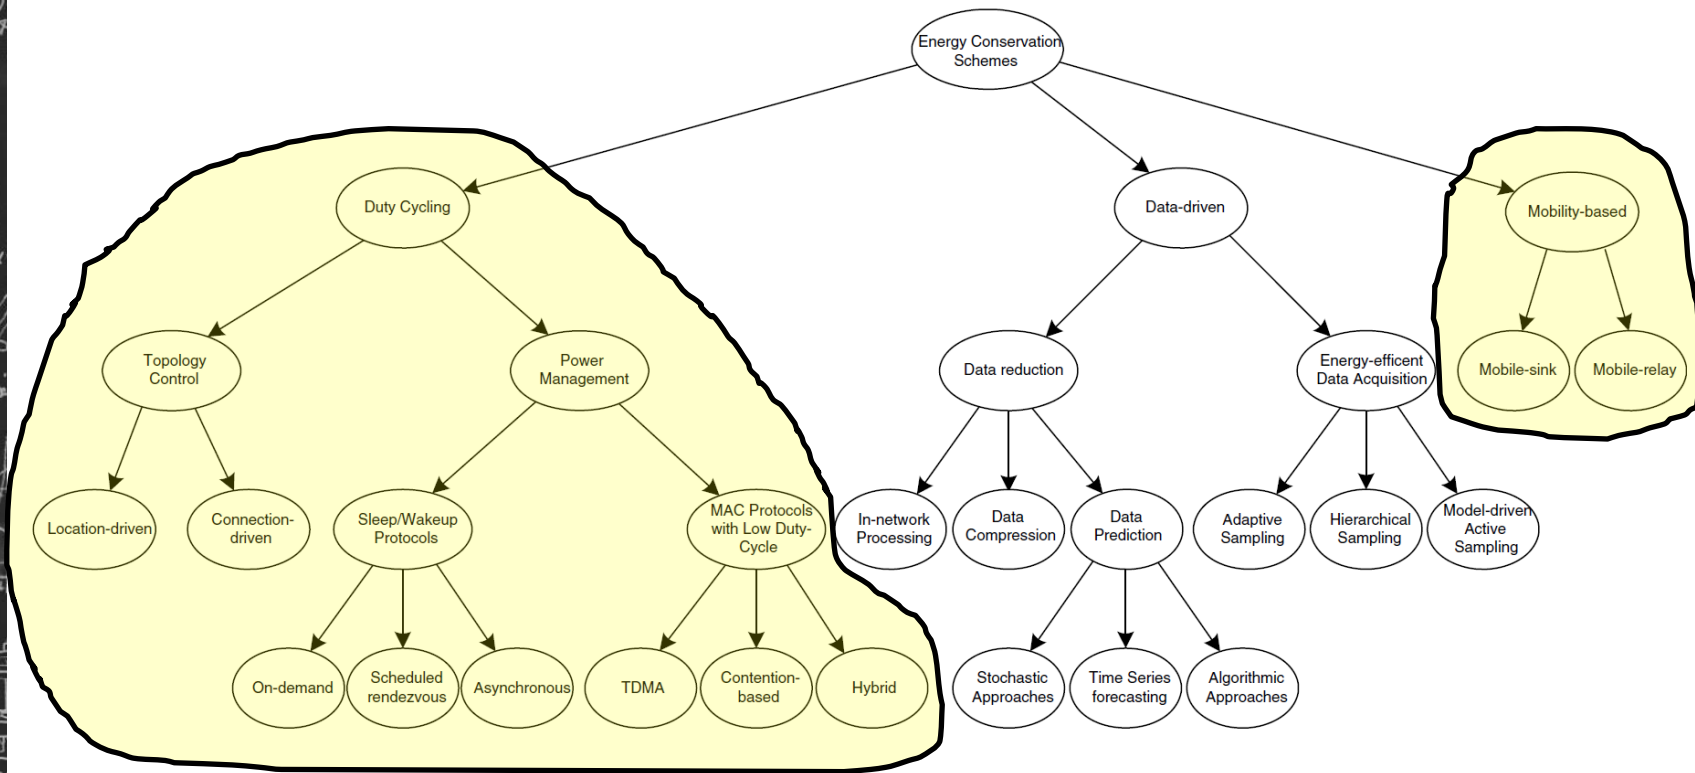 Energy Conservation
Schemes
Duty Cycling
Data-driven
Mobility-based
Topology
Control
Power
Management
Data reduction
Energy-efficent
Data Acquisition
Mobile-sink
Mobile-relay
Location-driven
Connection-
driven
Sleep/Wakeup
Protocols
MAC Protocols
with Low Duty-
Cycle
In-network
Processing
Data
Compression
Data
Prediction
Adaptive
Sampling
Hierarchical
Sampling
Model-driven
Active
Sampling
On-demand
Scheduled
rendezvous
Asynchronous
TDMA
Contention-
based
Hybrid
Stochastic
Approaches
Time Series
forecasting
Algorithmic
Approaches